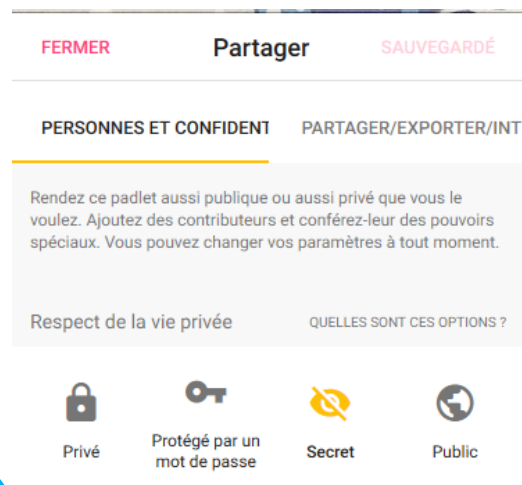 FERMER Partager SAUVEGARDÉ
PERSONNES ET CONFIDENT PARTAGER/EXPORTER/INT
Rendez ce padlet aussi publique ou aussi privé que vous le
voulez. Ajoutez des contributeurs et conférez-leur des pouvoirs
spéciaux. Vous pouvez changer vos paramètres à tout moment.
Respect de la vie privée QUELLES SONT CES OPTIONS ?
Privé
Protégé par un
mot de passe
Secret
Public